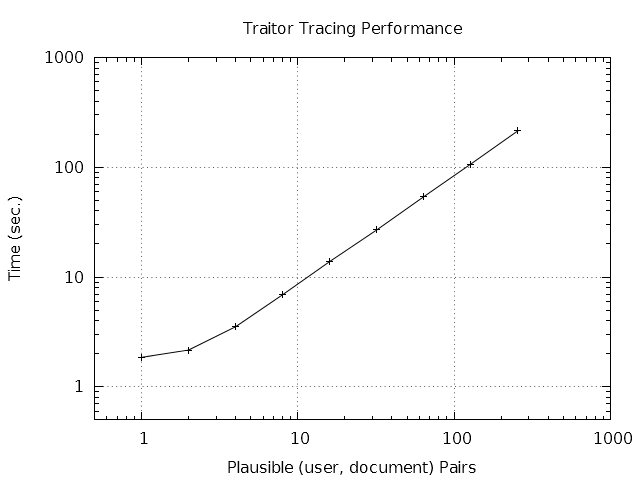 Traitor Tracing Performance
1000
100
10
1
Time (sec.)
1 10 100 1000
Plausible (user, document) Pairs